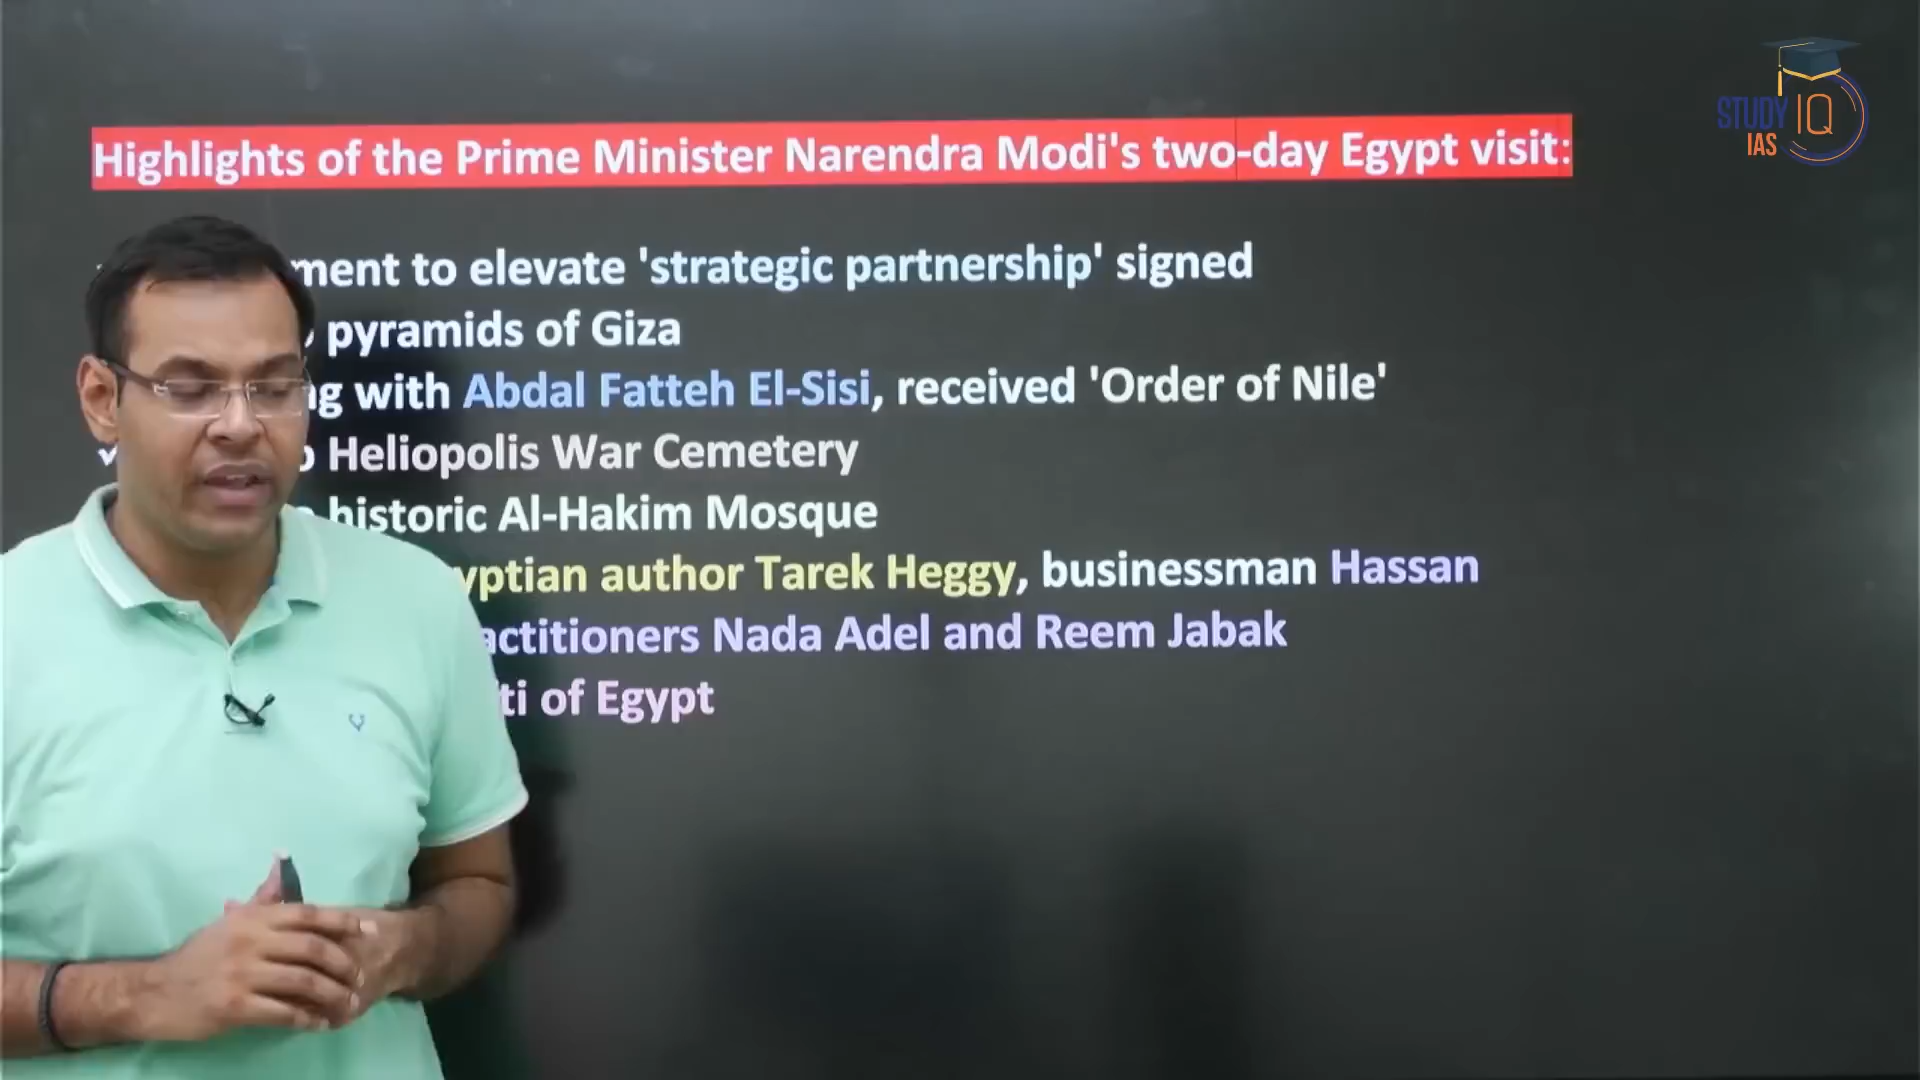 STUDY IQ
IAS
Highlights of the Prime Minister Narendra Modi's two-day Egypt visit:
ment to elevate 'strategic partnership' signed
pyramids of Giza
ng with Abdal Fatteh El-Sisi, received 'Order of Nile'
Heliopolis War Cemetery
historic Al-Hakim Mosque
yptian author Tarek Heggy, businessman Hassan
actitioners Nada Adel and Reem Jabak
ti of Egypt